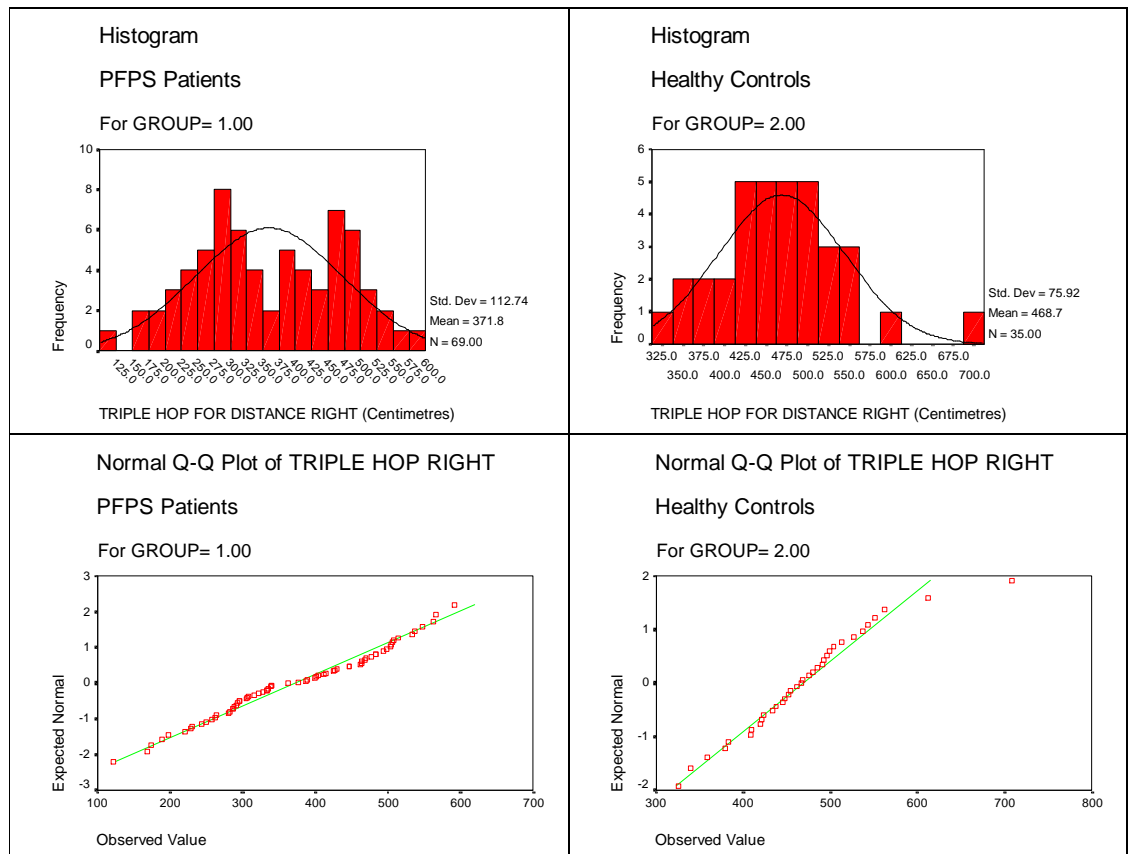 Histogram
PFPS Patients
For GROUP= 1.00
10
8
6
4
2
0
Frequency
125.0 150.0 175.0 200.0 225.0 250.0 275.0 300.0 325.0 350.0 375.0 400.0 425.0 450.0 475.0 500.0 525.0 550.0 575.0 600.0
Std. Dev = 112.74
Mean = 371.8
N = 69.00
TRIPLE HOP FOR DISTANCE RIGHT (Centimetres)
Histogram
Healthy Controls
For GROUP= 2.00
6
5
4
3
2
1
0
Frequency
325.0 375.0 425.0 475.0 525.0 575.0 625.0 675.0
350.0 400.0 450.0 500.0 550.0 600.0 650.0 700.0
Std. Dev = 75.92
Mean = 468.7
N = 35.00
TRIPLE HOP FOR DISTANCE RIGHT (Centimetres)
Normal Q-Q Plot of TRIPLE HOP RIGHT
PFPS Patients
For GROUP= 1.00
3
2
1
0
-1
-2
-3
Expected Normal
100 200 300 400 500 600 700
Observed Value
Normal Q-Q Plot of TRIPLE HOP RIGHT
Healthy Controls
For GROUP= 2.00
2
1
0
-1
-2
Expected Normal
300 400 500 600 700 800
Observed Value